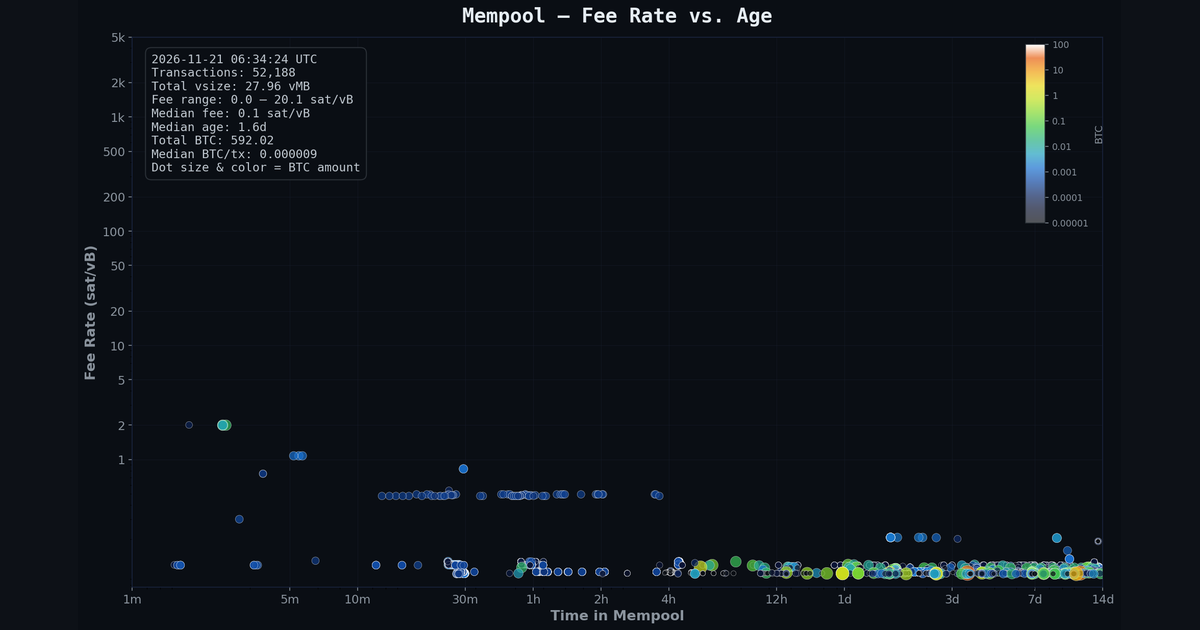 Mempool — Fee Rate vs. Age
2026-11-21 06:34:24 UTC
Transactions: 52,188
Total vsize: 27.96 vMB
Fee range: 0.0 — 20.1 sat/vB
Median fee: 0.1 sat/vB
Median age: 1.6d
Total BTC: 592.02
Median BTC/tx: 0.000009
Dot size & color = BTC amount
5k
2k
1k
500
200
100
50
20
10
5
2
1
Fee Rate (sat/vB)
100
10
1
0.1
0.01
0.001
0.0001
0.00001
BTC
1m
5m
10m
30m
1h
2h
4h
12h
1d
3d
7d
14d
Time in Mempool